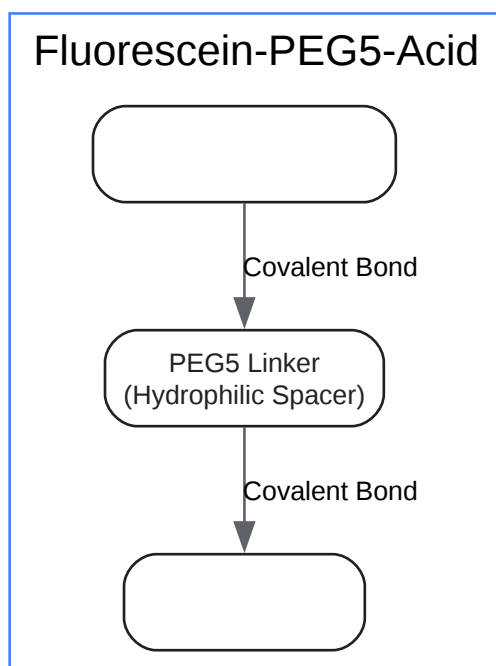 Fluorescein-PEG5-Acid
Covalent Bond
PEG5 Linker
(Hydrophilic Spacer)
Covalent Bond